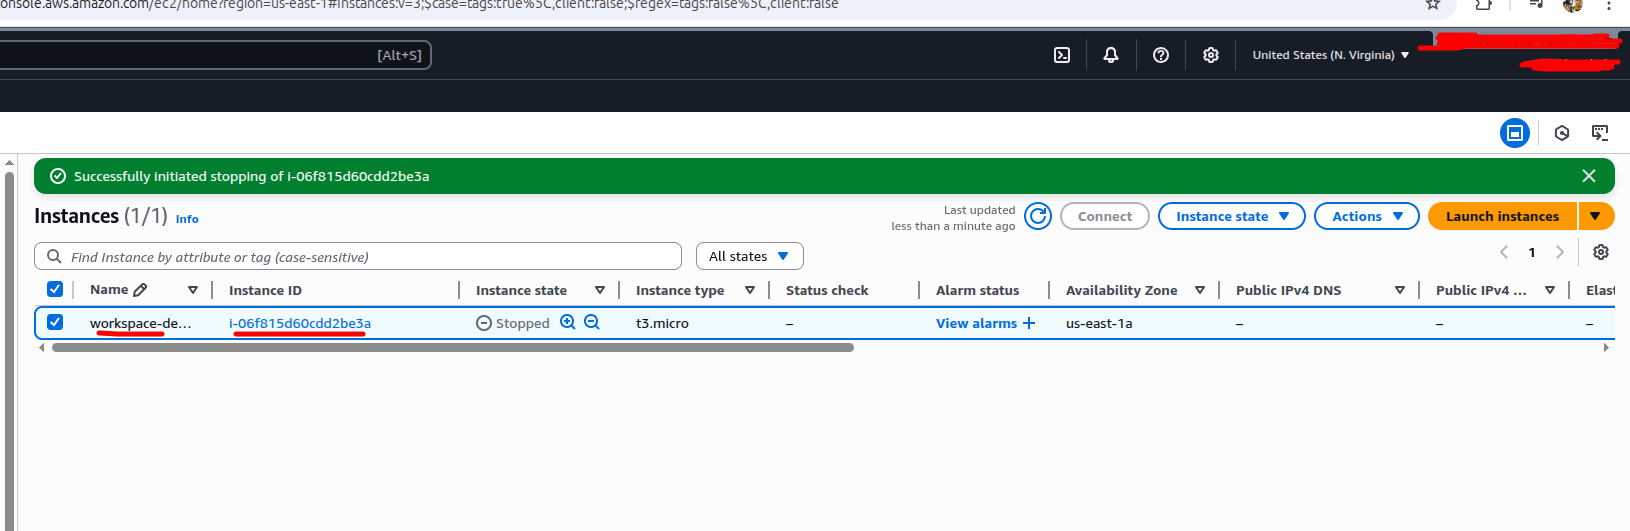 onsole.aws.amazon.com/ec2/home?region=us-east-1#Instances:v=3;$case=tags:true%5C,client:false;$regex=tags:false%5C,client:false
[Alt+S]
United States (N. Virginia)
Successfully initiated stopping of i-06f815d60cdd2be3a
Instances (1/1) Info
Last updated
less than a minute ago
Connect
Instance state
Actions
Launch instances
Find Instance by attribute or tag (case-sensitive)
All states
1
Name Instance ID Instance state Instance type Status check Alarm status Availability Zone Public IPv4 DNS Public IPv4 ... Elast
workspace-de... i-06f815d60cdd2be3a Stopped t3.micro – View alarms + us-east-1a – – –